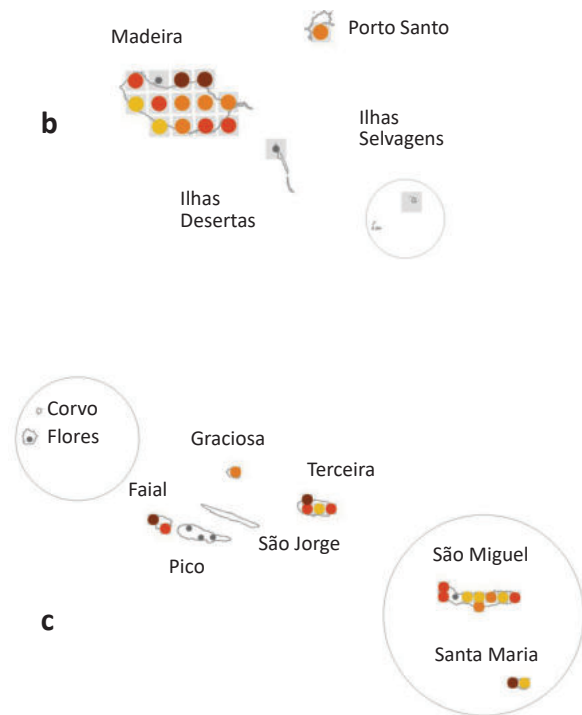 Madeira
Porto Santo
b
Ilhas
Selvagens
Ilhas
Desertas
Corvo
Flores
Graciosa
Terceira
Faial
São Jorge
Pico
São Miguel
c
Santa Maria